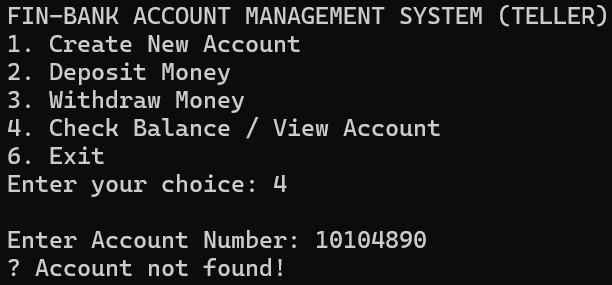 FIN-BANK ACCOUNT MANAGEMENT SYSTEM (TELLER)
1. Create New Account
2. Deposit Money
3. Withdraw Money
4. Check Balance / View Account
6. Exit
Enter your choice: 4
Enter Account Number: 10104890
? Account not found!